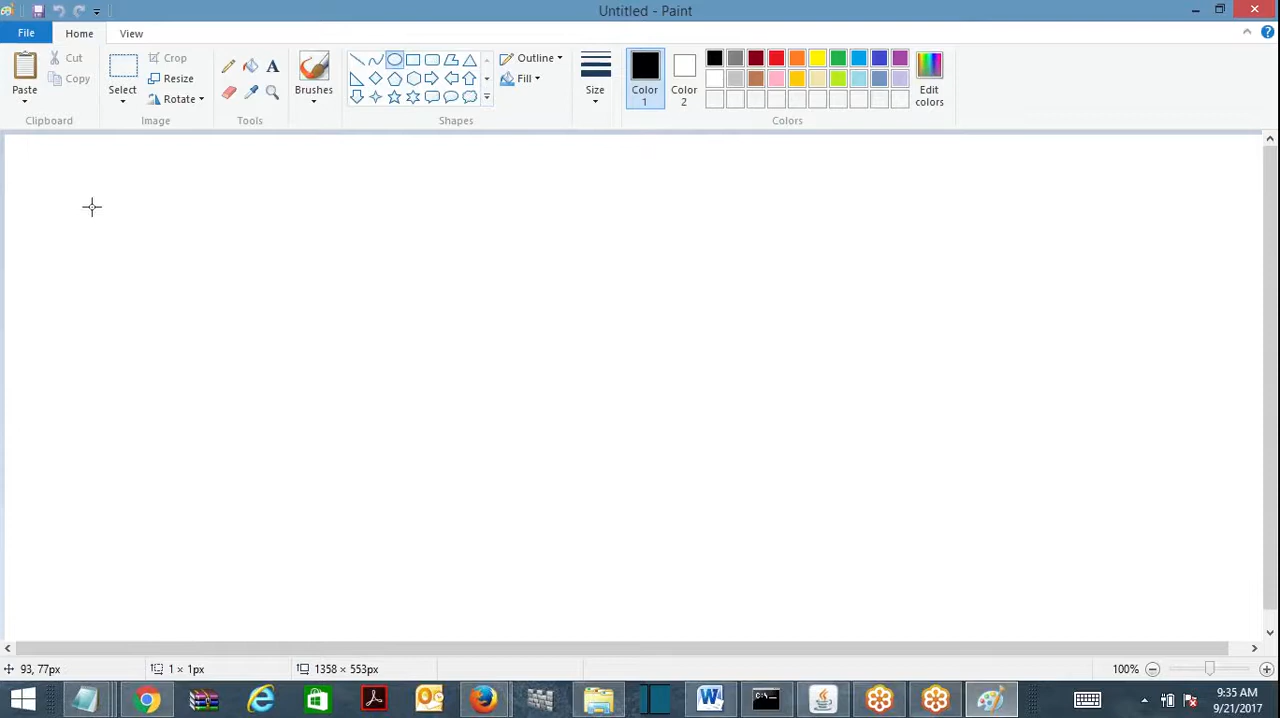 Untitled - Paint
File Home View
Paste
Cut
Copy
Clipboard
Select
Crop
Resize
Rotate
Image
A
Tools
Brushes
Shapes
Outline
Fill
Size
Color 1
Color 2
Edit colors
Colors
93, 77px
1 × 1px
1358 × 553px
100%
9:35 AM
9/21/2017